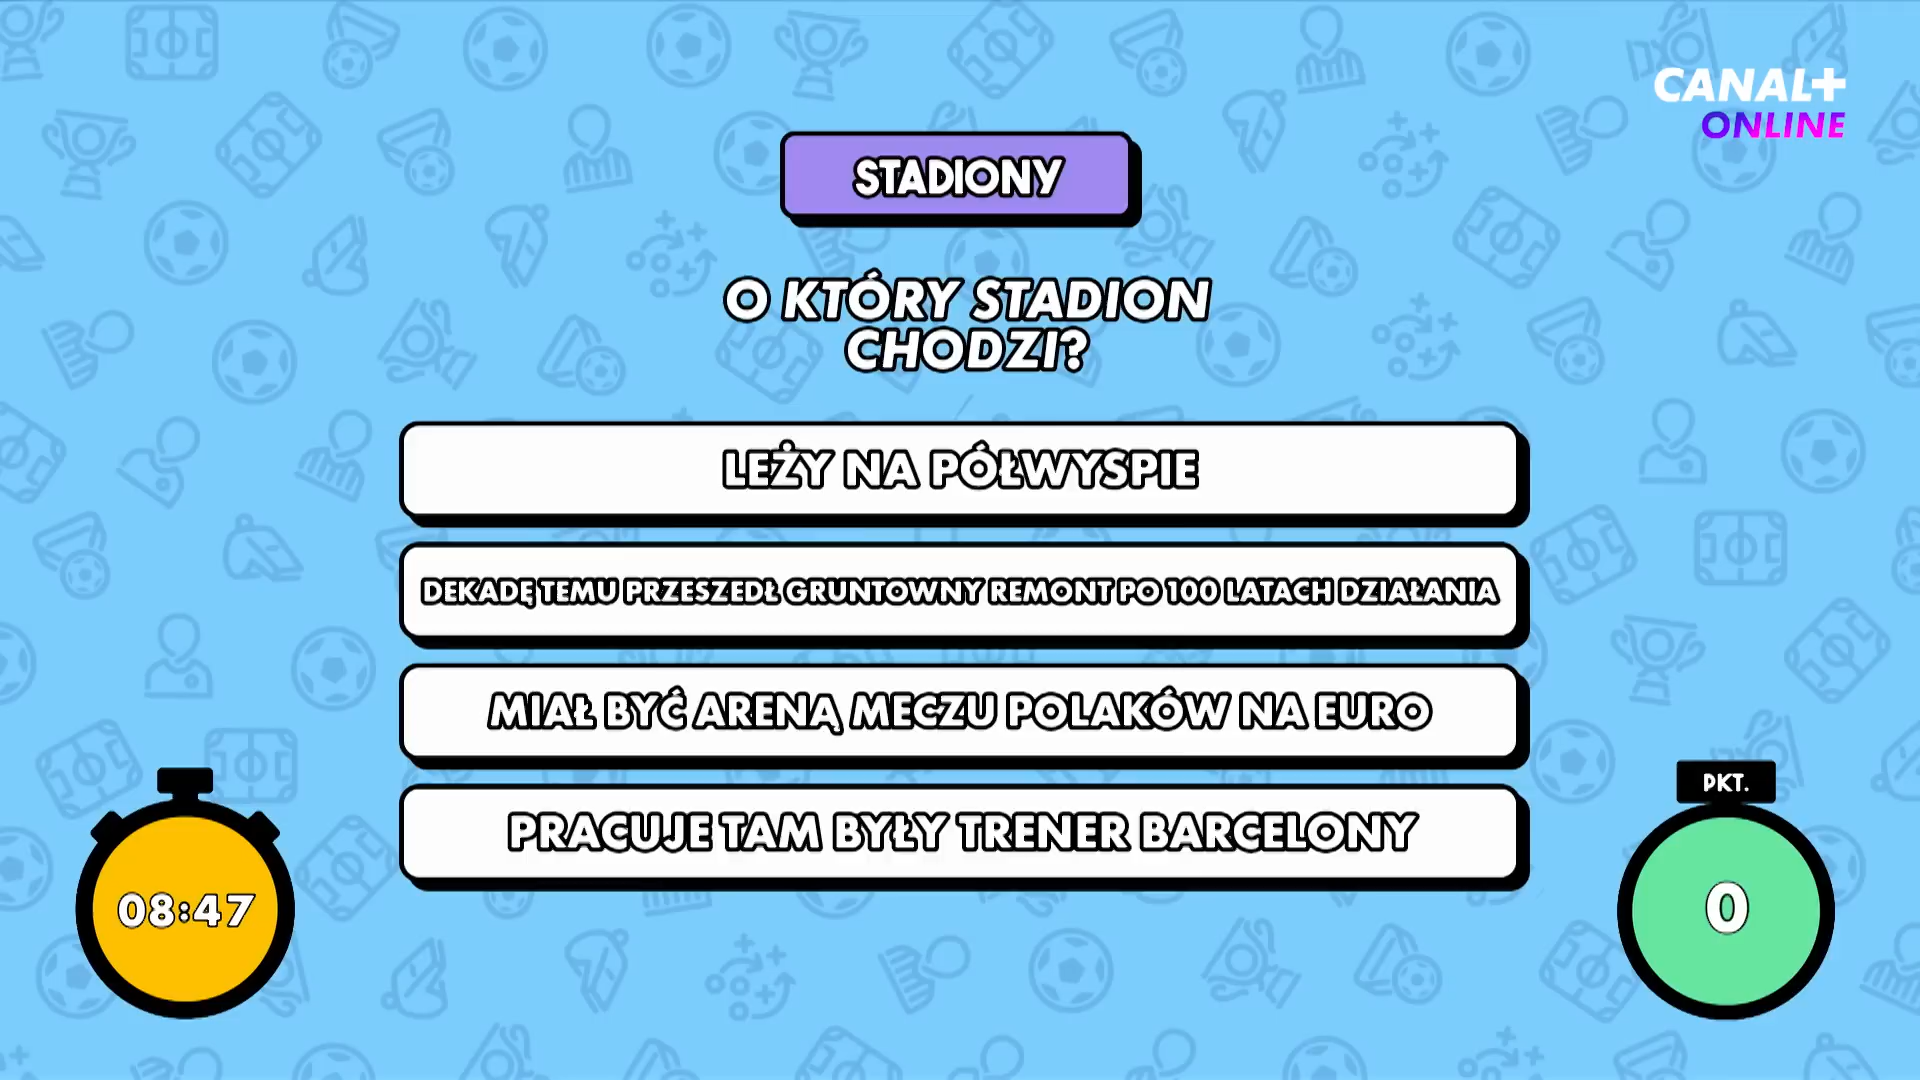 CANAL+
ONLINE
STADIONY
O KTÓRY STADION
CHODZI?
LEŻY NA PÓŁWYSPIE
DEKADĘ TEMU PRZESZEDŁ GRUNTOWNY REMONT PO 100 LATACH DZIAŁANIA
MIAŁ BYĆ ARENĄ MECZU POLAKÓW NA EURO
PRACUJE TAM BYŁY TRENER BARCELONY
08:47
PKT.
0